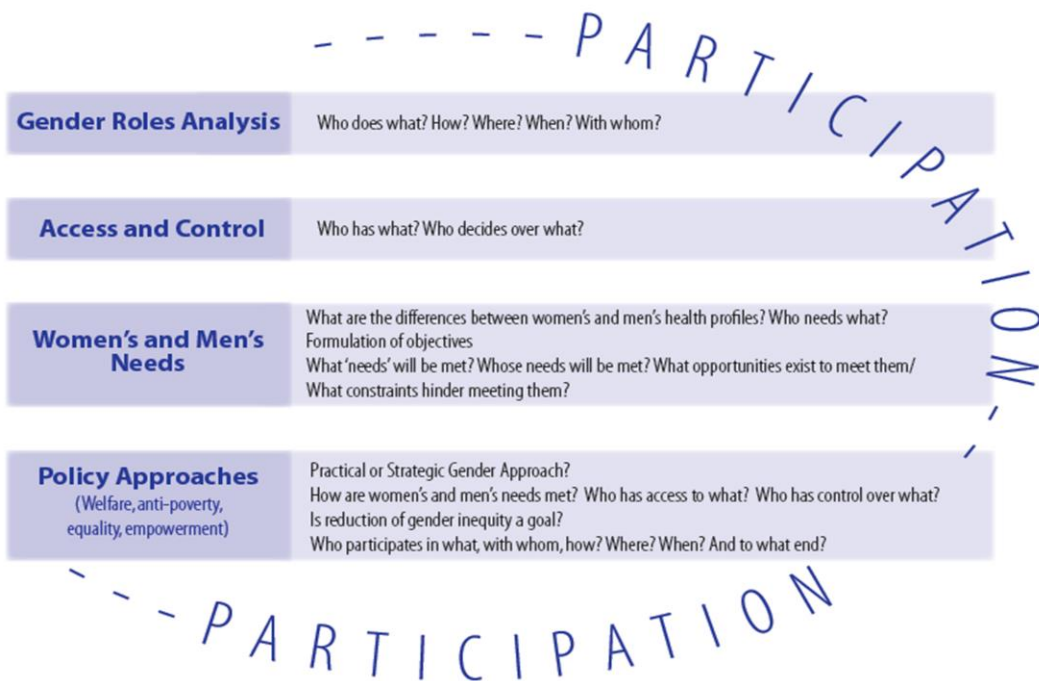 - - - - - PARTICIPATION - -
Gender Roles Analysis
Who does what? How? Where? When? With whom?
Access and Control
Who has what? Who decides over what?
Women's and Men's
Needs
What are the differences between women's and men's health profiles? Who needs what?
Formulation of objectives
What ‘needs’ will be met? Whose needs will be met? What opportunities exist to meet them/
What constraints hinder meeting them?
Policy Approaches
(Welfare, anti-poverty,
equality, empowerment)
Practical or Strategic Gender Approach?
How are women's and men's needs met? Who has access to what? Who has control over what?
Is reduction of gender inequity a goal?
Who participates in what, with whom, how? Where? When? And to what end?
- - - - PARTICIPATION